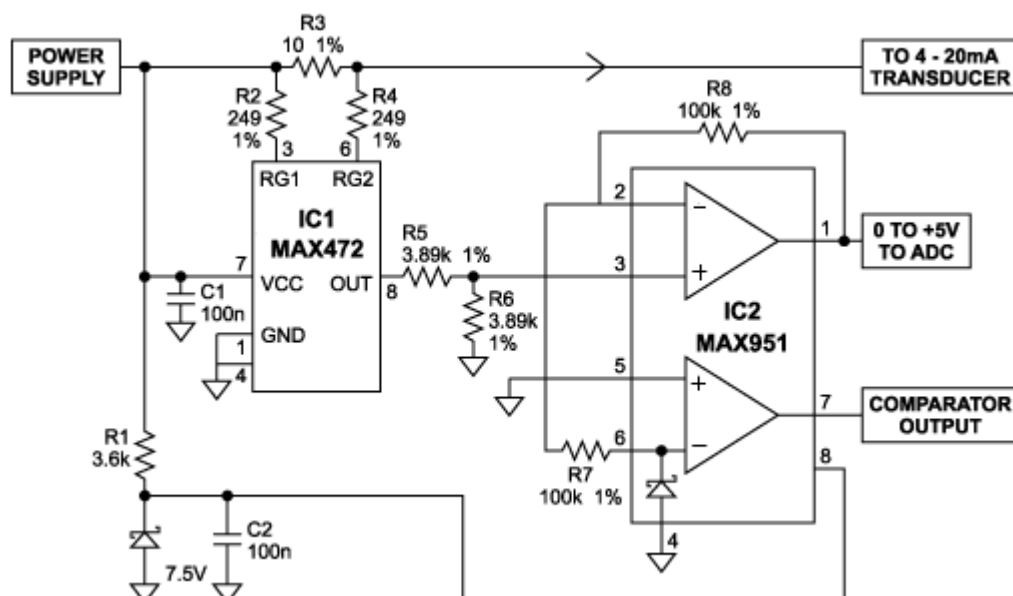 POWER
SUPPLY
R3
10 1%
TO 4 - 20mA
TRANSDUCER
R2
249
1%
R4
249
1%
R8
100k 1%
3
6
RG1
RG2
IC1
MAX472
2
-
1
0 TO +5V
TO ADC
R5
3.89k 1%
3
+
7
VCC
OUT
8
C1
100n
R6
3.89k
1%
IC2
MAX951
GND
1
4
5
+
7
COMPARATOR
OUTPUT
R1
3.6k
6
-
8
R7
100k 1%
C2
100n
4
7.5V